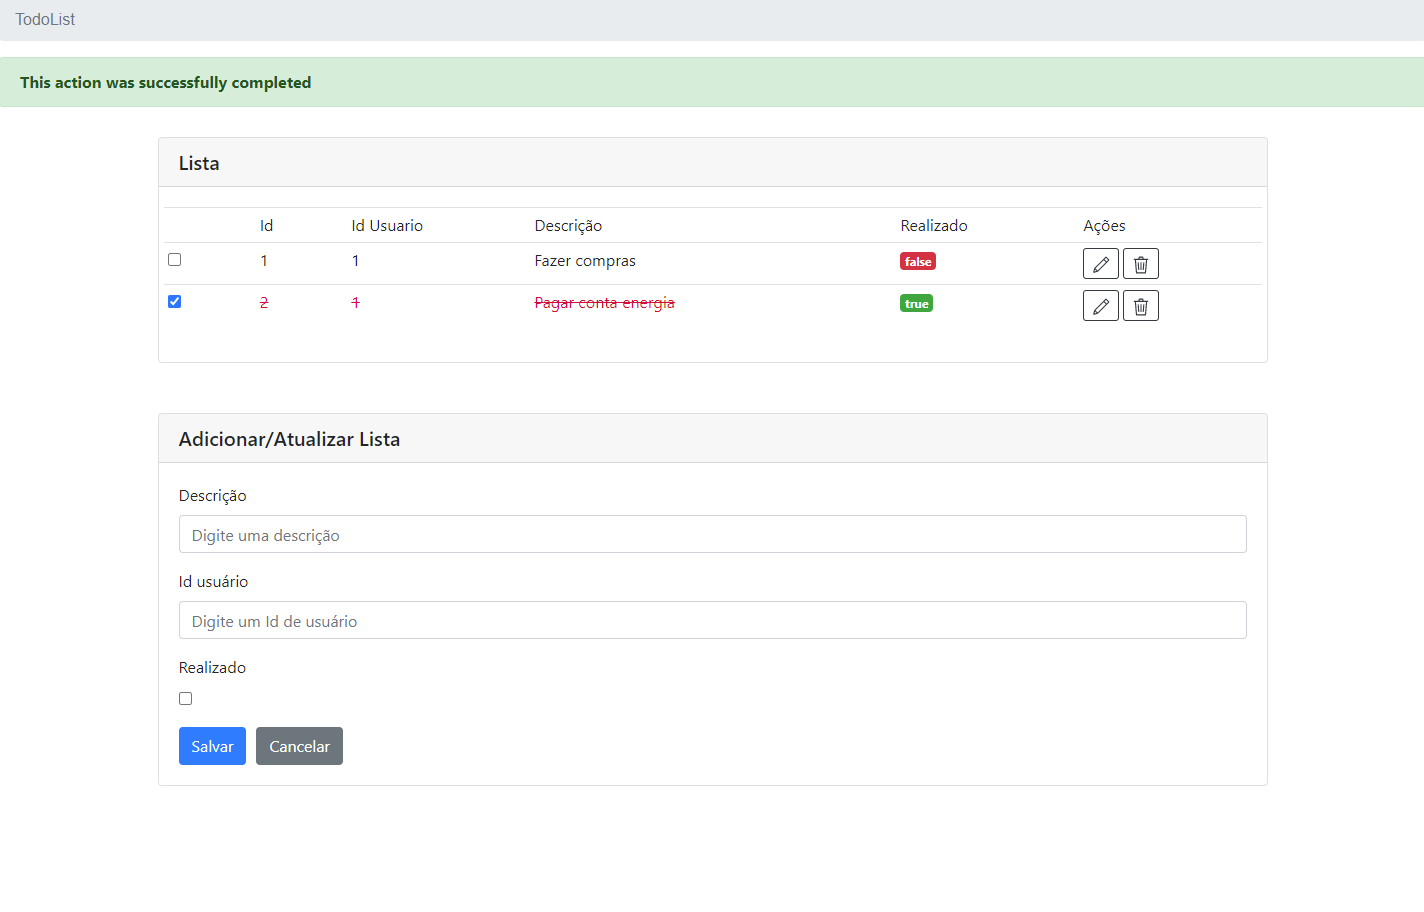 TodoList
This action was successfully completed
Lista
Id Id Usuario Descrição Realizado Ações
1 1 Fazer compras false
2 1 Pagar conta energia true
Adicionar/Atualizar Lista
Descrição
Digite uma descrição
Id usuário
Digite um Id de usuário
Realizado
Salvar Cancelar